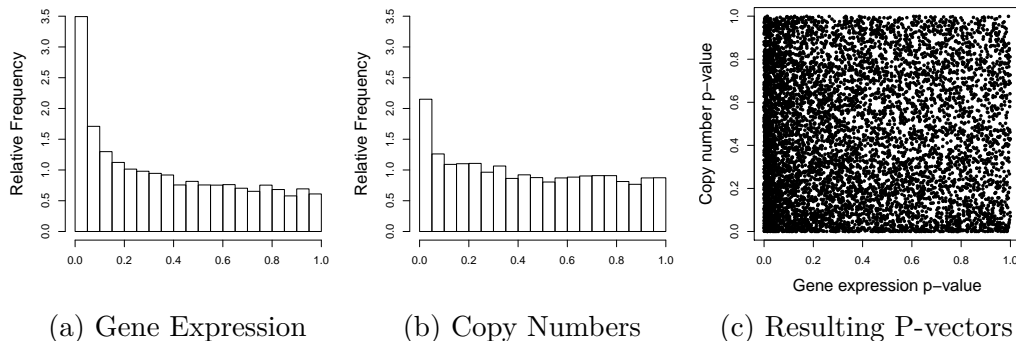 Relative Frequency
0.0 0.5 1.0 1.5 2.0 2.5 3.0 3.5
0.0 0.2 0.4 0.6 0.8 1.0
(a) Gene Expression
Relative Frequency
0.0 0.5 1.0 1.5 2.0 2.5 3.0 3.5
0.0 0.2 0.4 0.6 0.8 1.0
(b) Copy Numbers
Copy number p−value
0.0 0.2 0.4 0.6 0.8 1.0
0.0 0.2 0.4 0.6 0.8 1.0
Gene expression p−value
(c) Resulting P-vectors